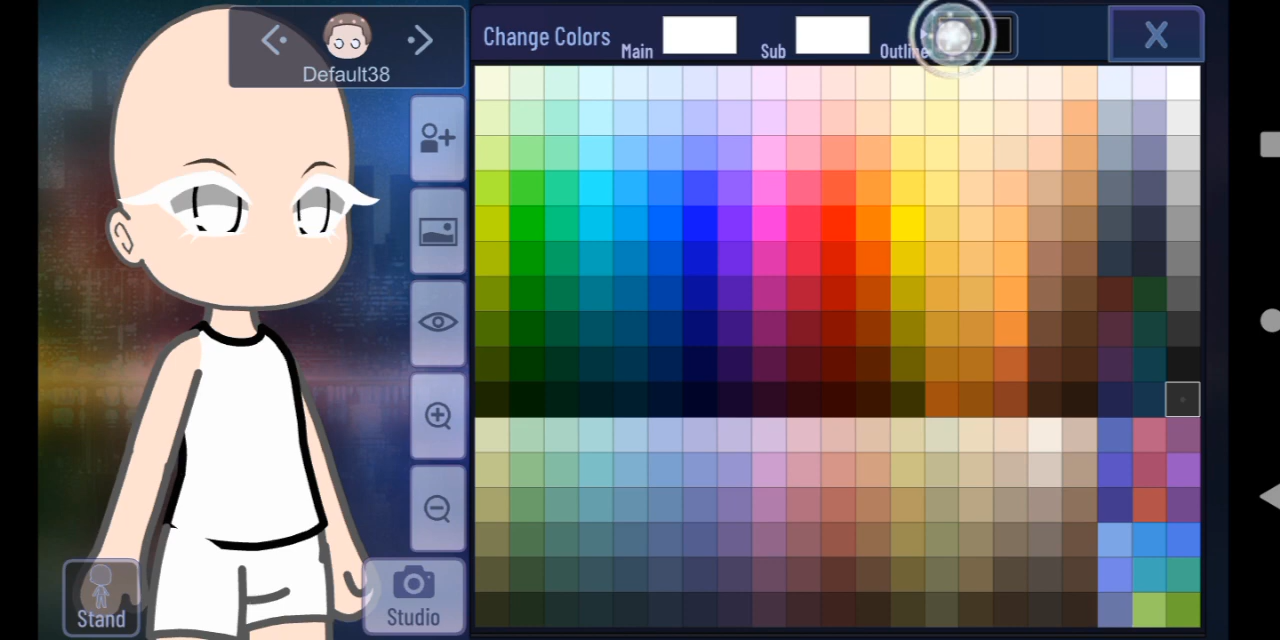 Default38
Change Colors
Main
Sub
Outline
X
Stand
Studio